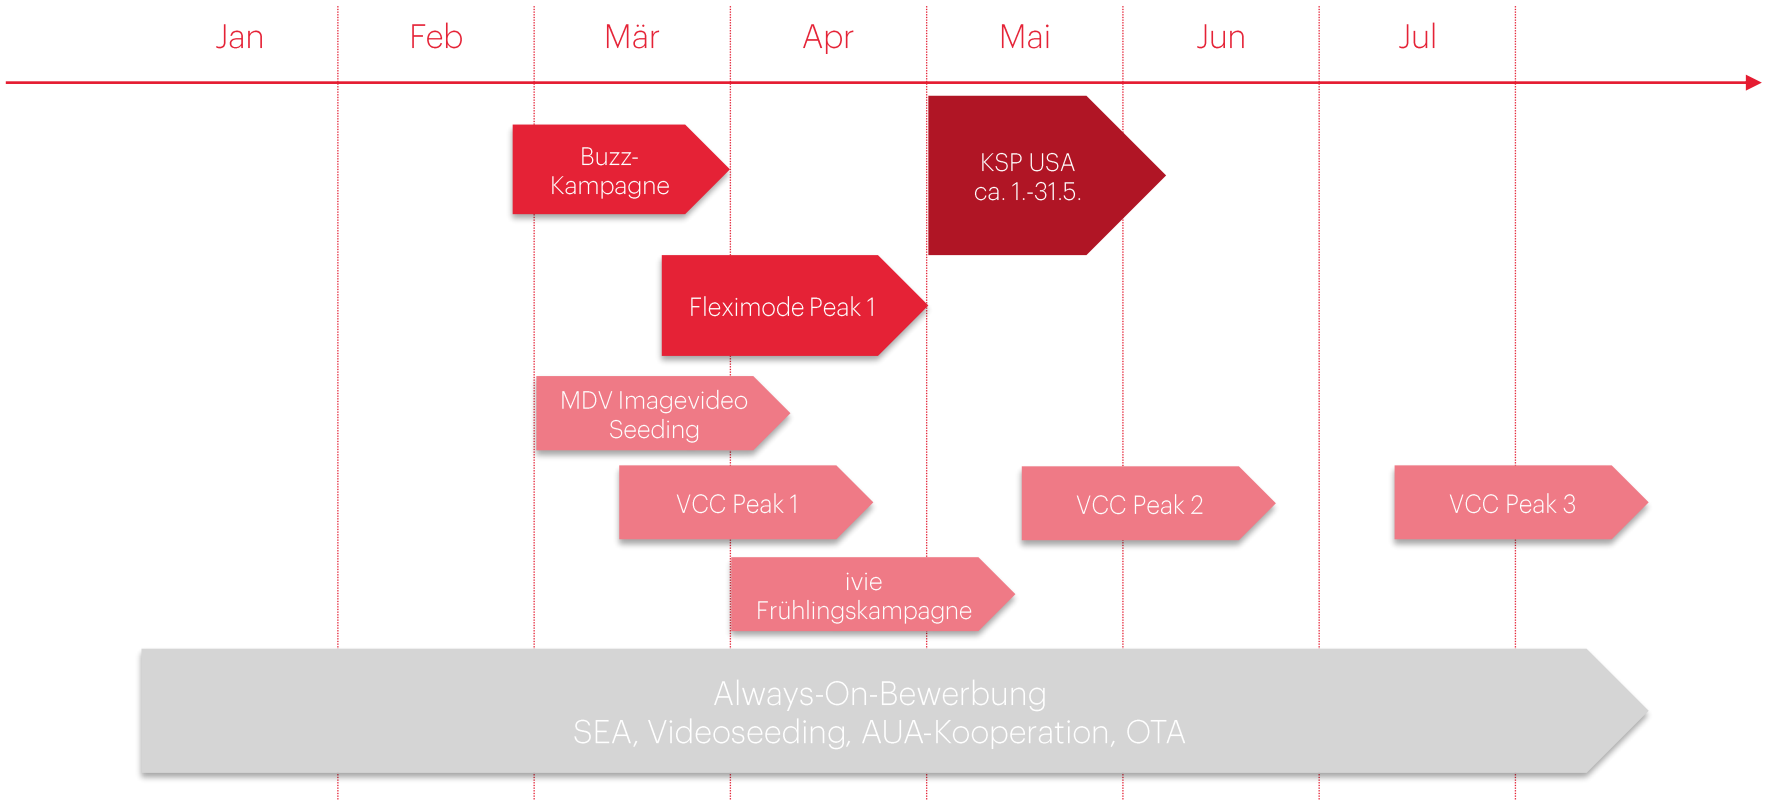 Jan
Feb
Mär
Apr
Mai
Jun
Jul
Buzz-
Kampagne
KSP USA
ca. 1.-31.5.
Fleximode Peak 1
MDV Imagevideo
Seeding
VCC Peak 1
VCC Peak 2
VCC Peak 3
ivie
Frühlingskampagne
Always-On-Bewerbung
SEA, Videoseeding, AUA-Kooperation, OTA